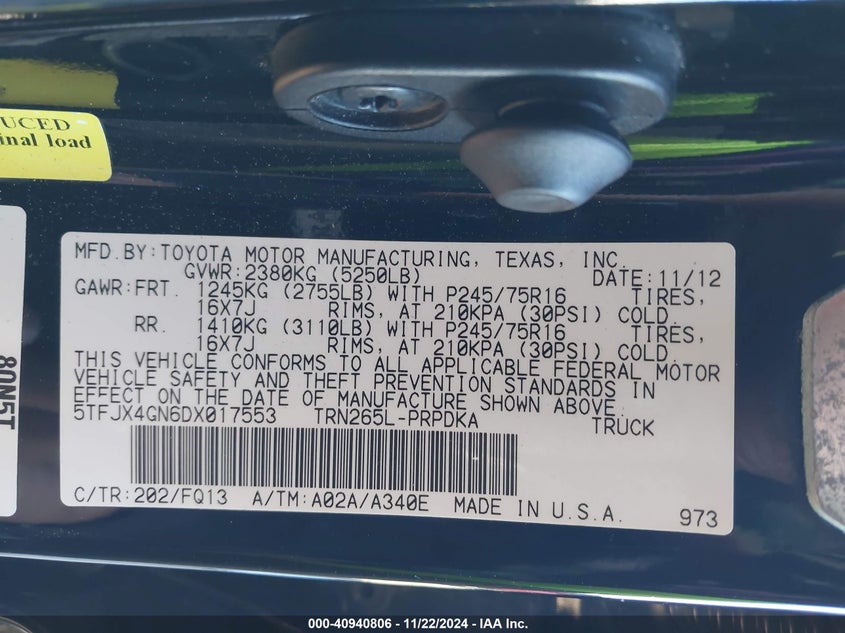 UCED
inal load
8QN5T
MFD.BY:TOYOTA MOTOR MANUFACTURING, TEXAS, INC.
GVWR:2380KG (5250LB) DATE:11/12
GAWR:FRT. 1245KG (2755LB) WITH P245/75R16 TIRES,
16X7J RIMS, AT 210KPA (30PSI) COLD.
RR. 1410KG (3110LB) WITH P245/75R16 TIRES,
16X7J RIMS, AT 210KPA (30PSI) COLD.
THIS VEHICLE CONFORMS TO ALL APPLICABLE FEDERAL MOTOR
VEHICLE SAFETY AND THEFT PREVENTION STANDARDS IN
EFFECT ON THE DATE OF MANUFACTURE SHOWN ABOVE.
5TFJX4GN6DX017553 TRN265L-PRPDKA TRUCK
C/TR:202/FQ13 A/TM:A02A/A340E MADE IN U.S.A. 973
000-40940806 - 11/22/2024 - IAA Inc.